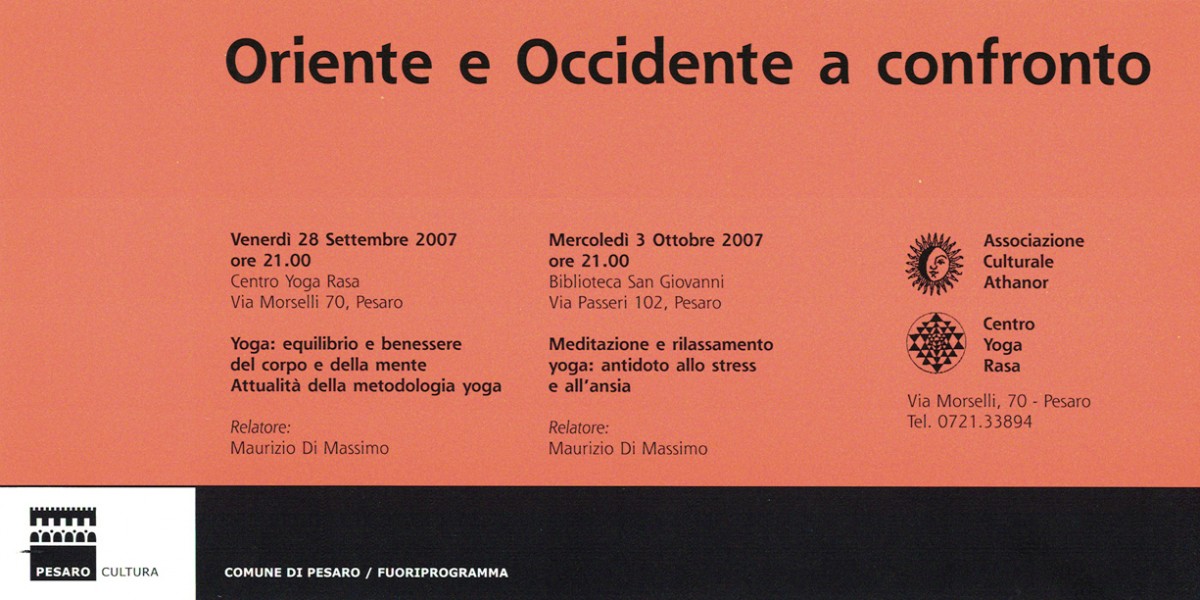 Oriente e Occidente a confronto
Venerdì 28 Settembre 2007
ore 21.00
Centro Yoga Rasa
Via Morselli 70, Pesaro
Yoga: equilibrio e benessere
del corpo e della mente
Attualità della metodologia yoga
Relatore:
Maurizio Di Massimo
Mercoledì 3 Ottobre 2007
ore 21.00
Biblioteca San Giovanni
Via Passeri 102, Pesaro
Meditazione e rilassamento
yoga: antidoto allo stress
e all'ansia
Relatore:
Maurizio Di Massimo
Associazione
Culturale
Athanor
Centro
Yoga
Rasa
Via Morselli, 70 - Pesaro
Tel. 0721.33894
PESARO CULTURA
COMUNE DI PESARO / FUORIPROGRAMMA